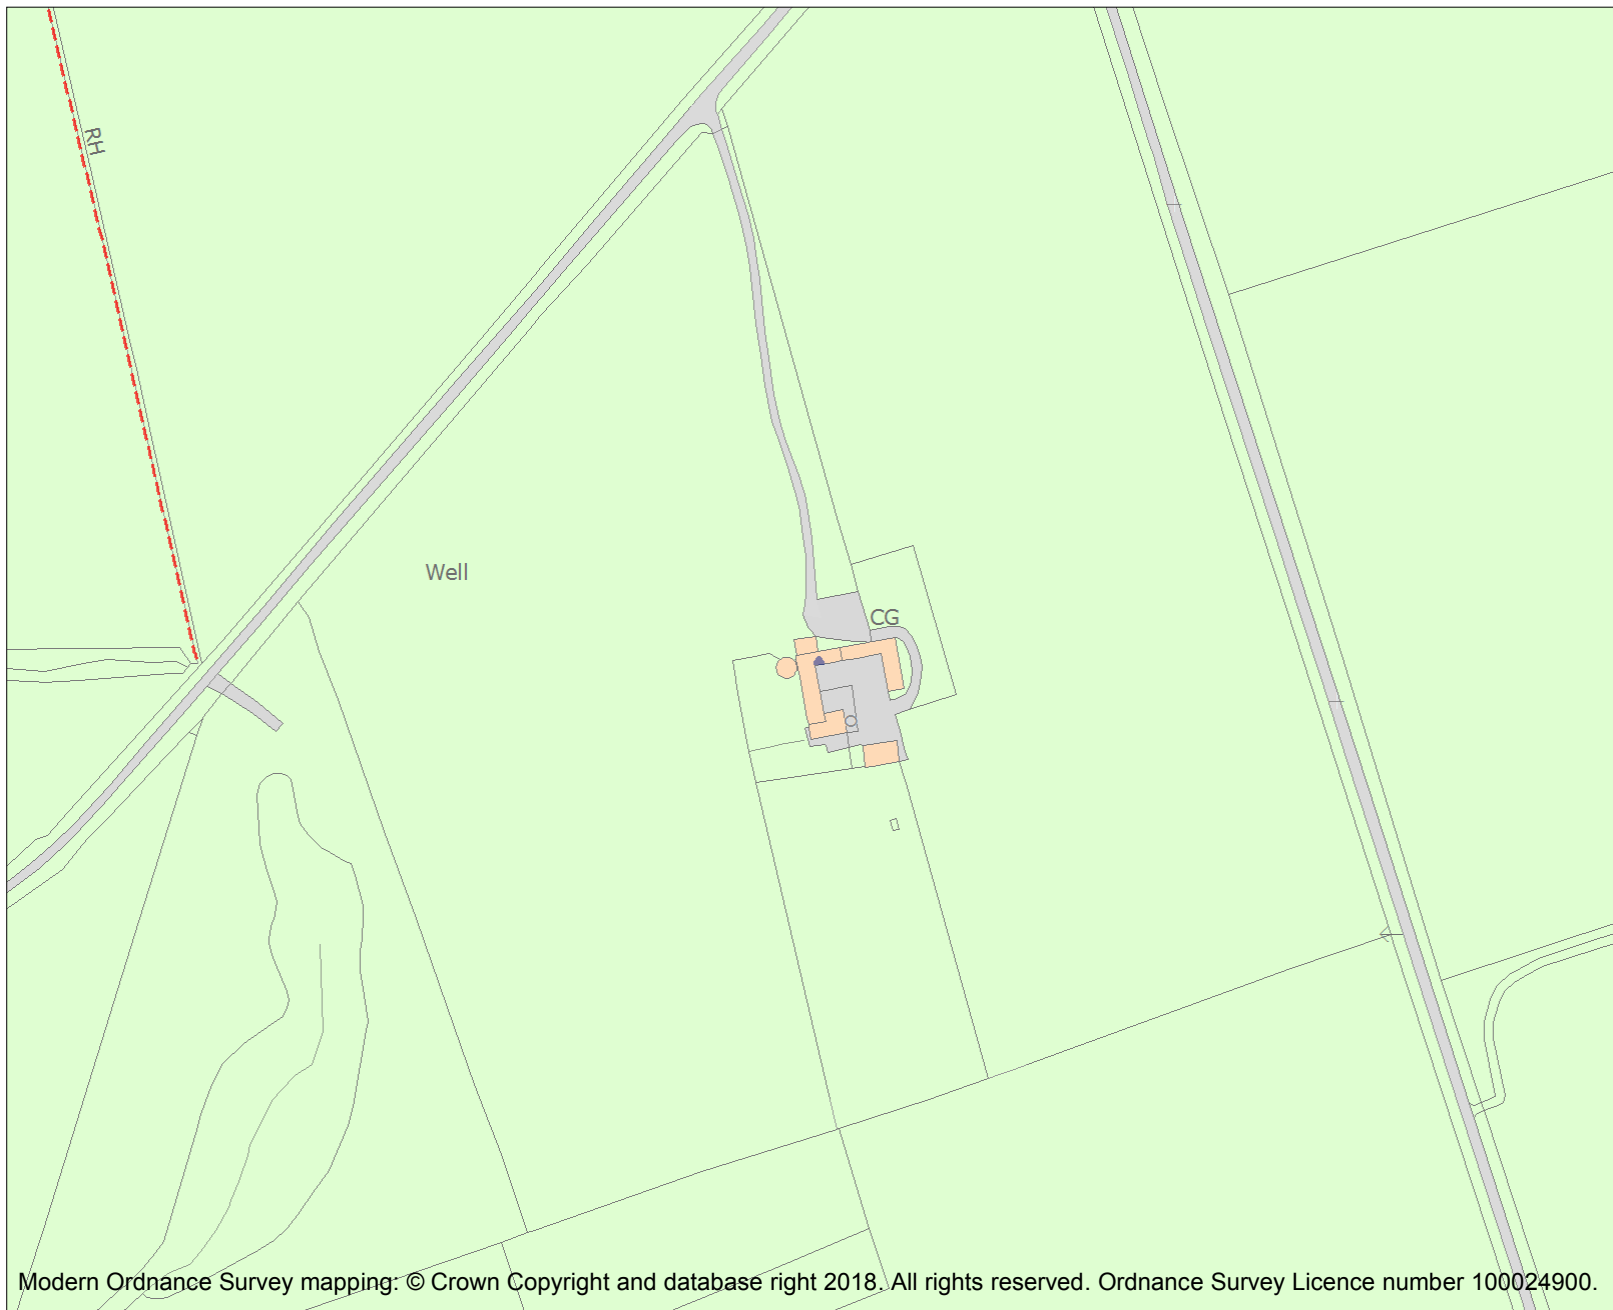 RH
Well
CG
Modern Ordnance Survey mapping: © Crown Copyright and database right 2018. All rights reserved. Ordnance Survey Licence number 100024900.